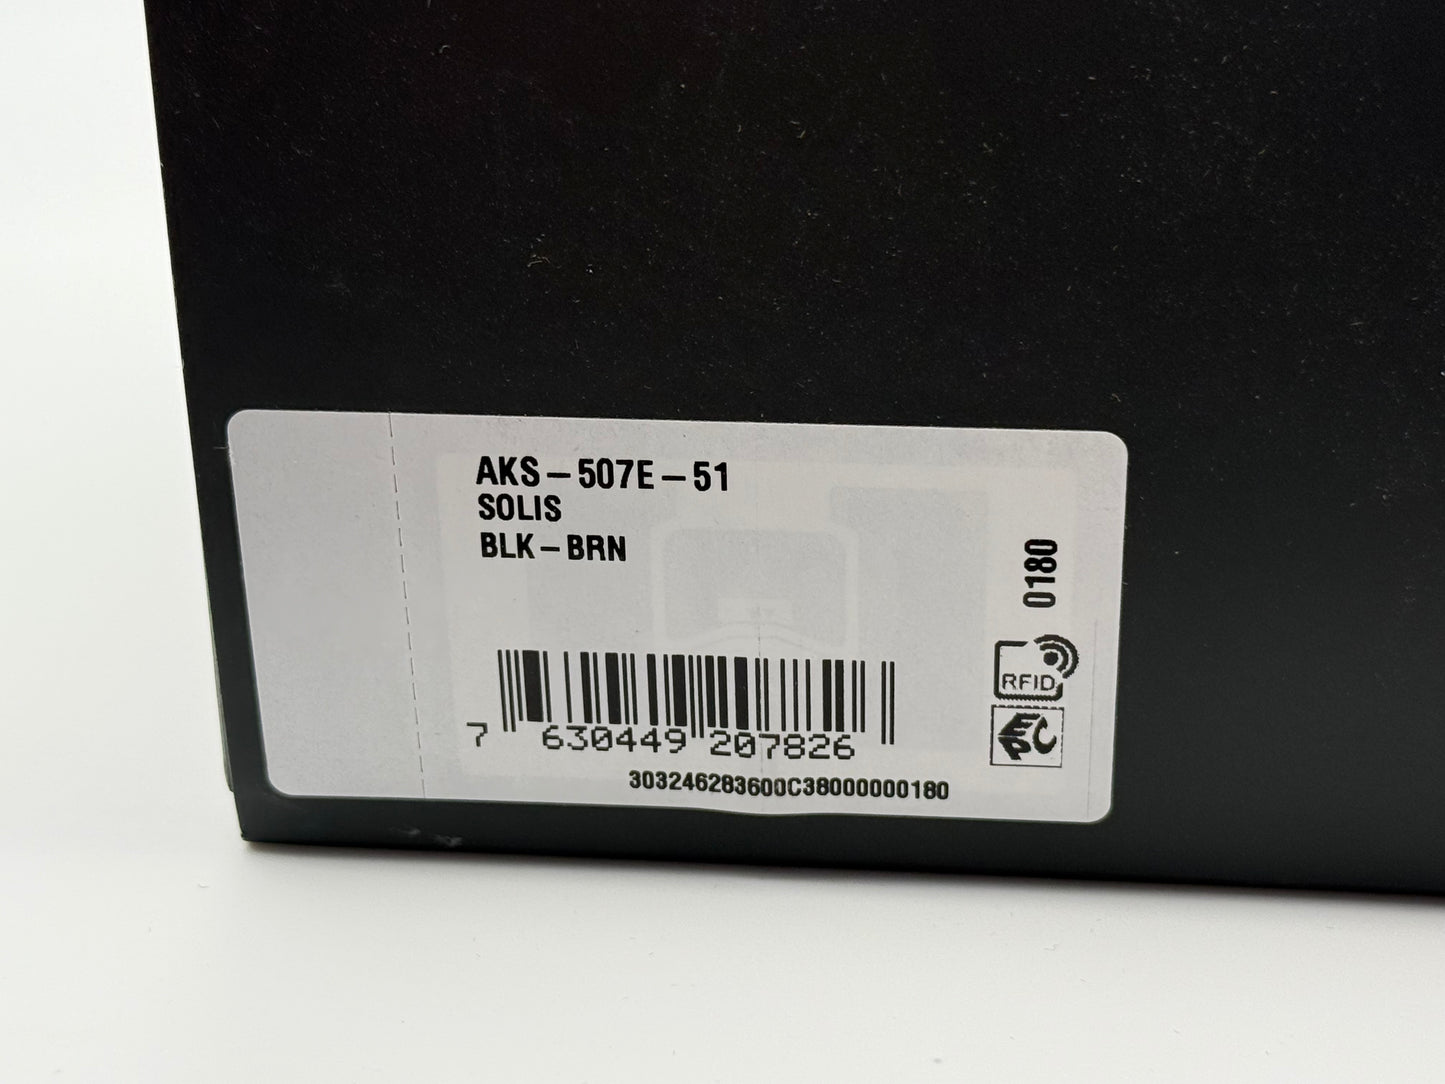 AKS-507E-51
SOLIS
BLK-BRN
0180
RFID
EPC
7 630449 207826
303246283600C38000000180